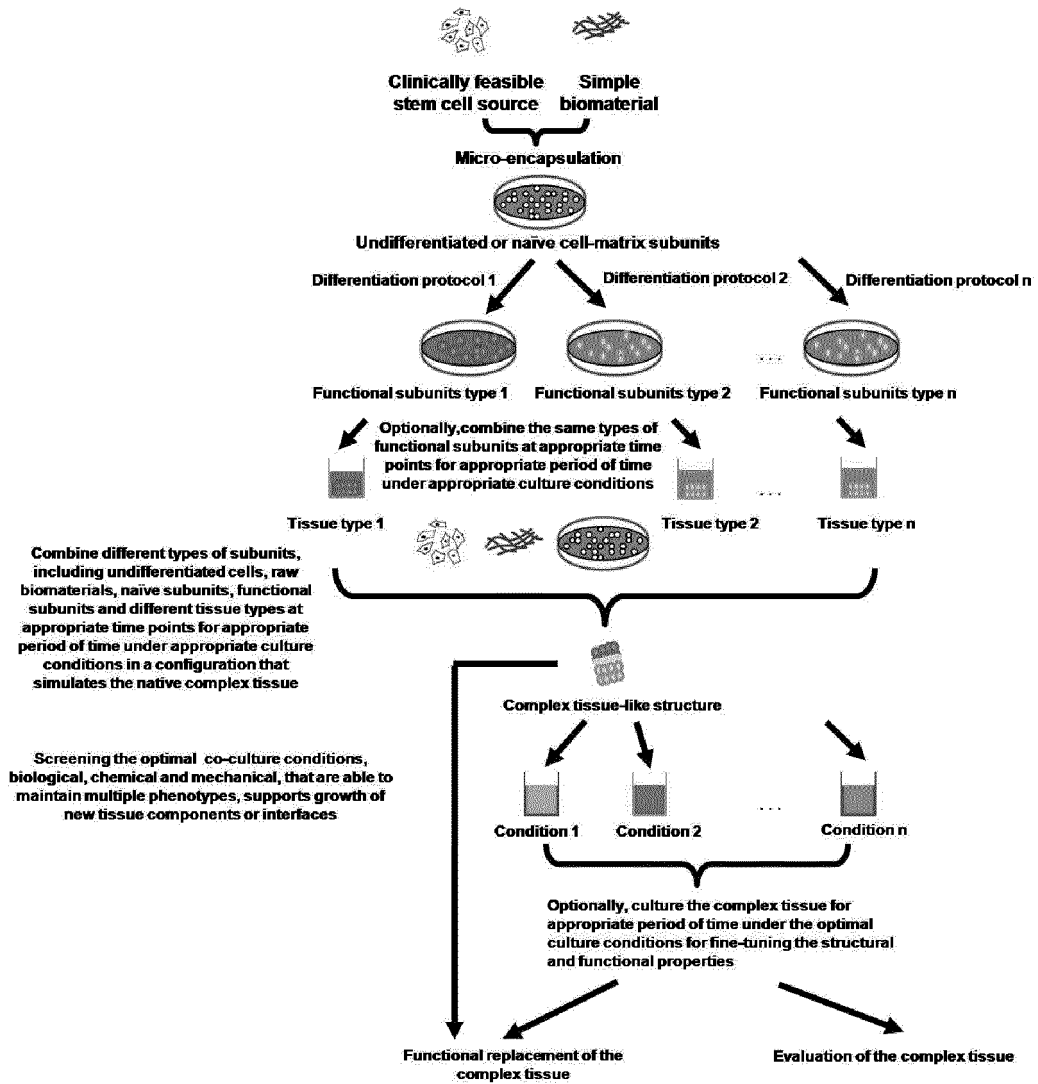 Clinically feasible
stem cell source
Simple
biomaterial
Micro-encapsulation
Undifferentiated or naïve cell-matrix subunits
Differentiation protocol 1
Differentiation protocol 2
Differentiation protocol n
...
Functional subunits type 1
Functional subunits type 2
Functional subunits type n
Optionally,combine the same types of
functional subunits at appropriate time
points for appropriate period of time
under appropriate culture conditions
...
Tissue type 1
Tissue type 2
Tissue type n
Combine different types of subunits,
including undifferentiated cells, raw
biomaterials, naïve subunits, functional
subunits and different tissue types at
appropriate time points for appropriate
period of time under appropriate culture
conditions in a configuration that
simulates the native complex tissue
Complex tissue-like structure
Screening the optimal co-culture conditions,
biological, chemical and mechanical, that are able to
maintain multiple phenotypes, supports growth of
new tissue components or interfaces
...
Condition 1
Condition 2
Condition n
Optionally, culture the complex tissue for
appropriate period of time under the optimal
culture conditions for fine-tuning the structural
and functional properties
Functional replacement of the
complex tissue
Evaluation of the complex tissue